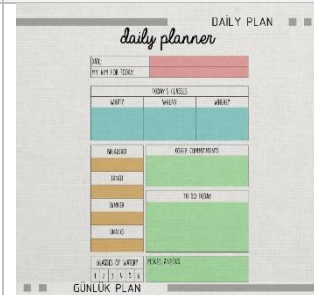 DAİLY PLAN
daily planner
DATE:
MY AIM FOR TODAY
TODAY'S CLASSES
WHAT? WHERE? WHEN?
BREAKFAST
OTHER COMMITMENTS
LUNCH
TO DO TODAY
DINNER
SNACKS
GLASSES OF WATER?
MISCELLANEOUS
1 2 3 4 5 6
GÜNLÜK PLAN